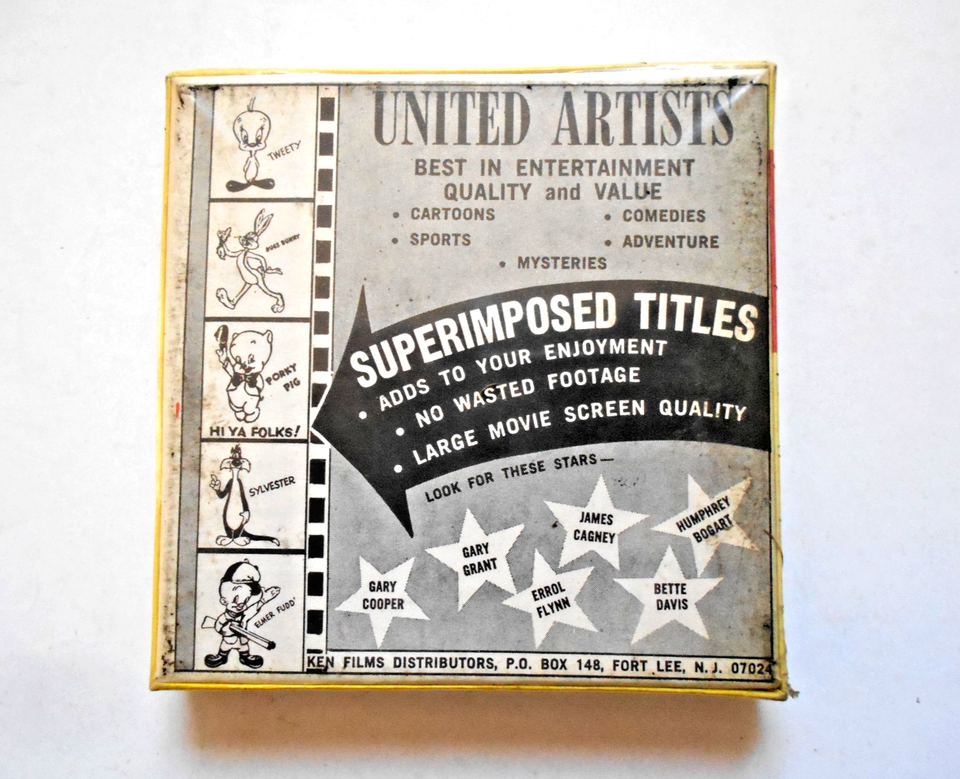 TWEETY
BUGS BUNNY
PORKY
PIG
HI YA FOLKS!
SYLVESTER
ELMER FUDD
UNITED ARTISTS
BEST IN ENTERTAINMENT
QUALITY and VALUE
• CARTOONS • COMEDIES
• SPORTS • ADVENTURE
• MYSTERIES
SUPERIMPOSED TITLES
• ADDS TO YOUR ENJOYMENT
• NO WASTED FOOTAGE
• LARGE MOVIE SCREEN QUALITY
LOOK FOR THESE STARS—
GARY
COOPER
GARY
GRANT
ERROL
FLYNN
JAMES
CAGNEY
BETTE
DAVIS
HUMPHREY
BOGART
KEN FILMS DISTRIBUTORS, P.O. BOX 148, FORT LEE, N.J. 07024